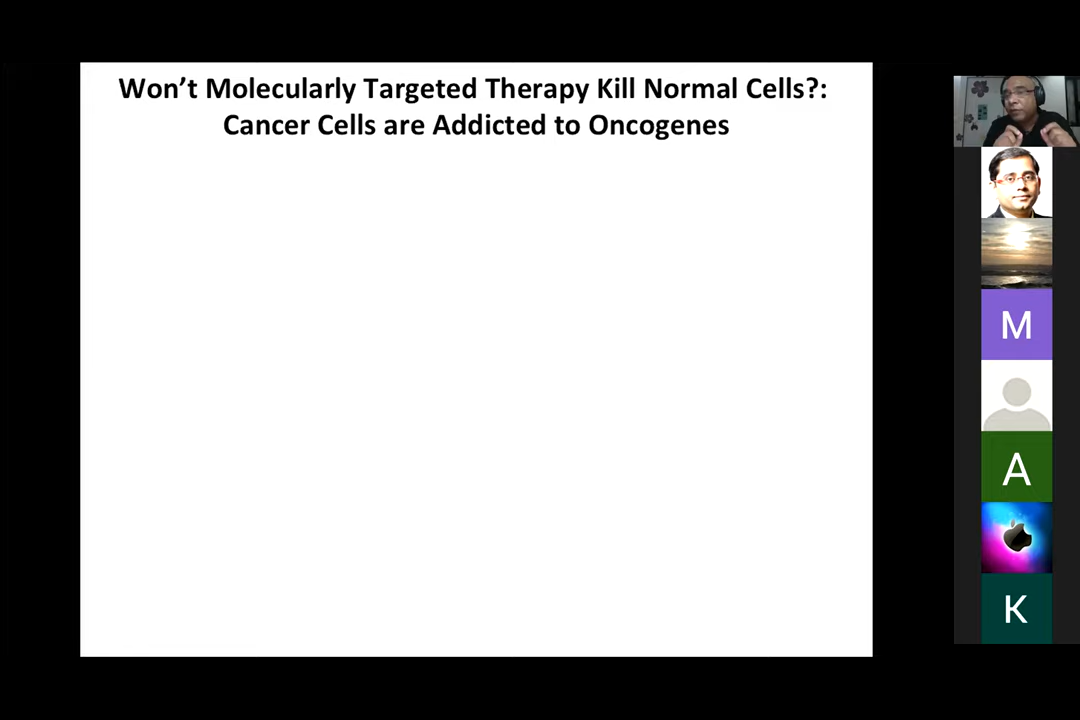 Won’t Molecularly Targeted Therapy Kill Normal Cells?:
Cancer Cells are Addicted to Oncogenes
M
A
K